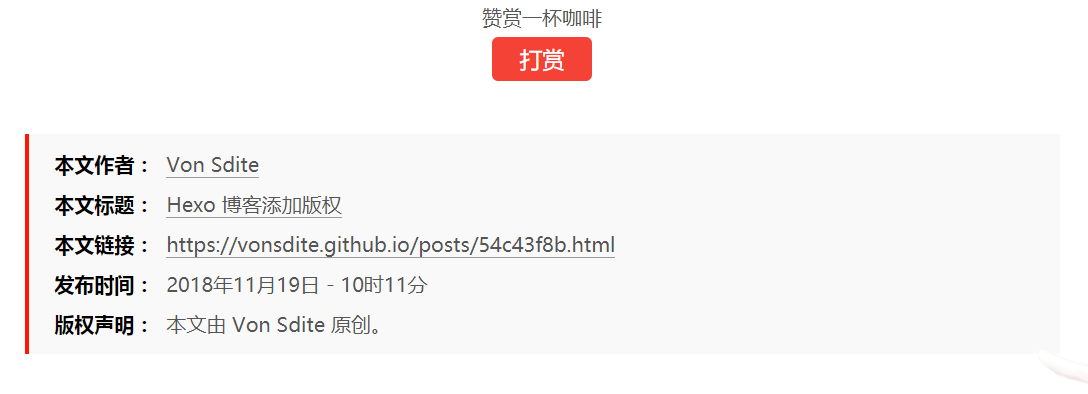 赞赏一杯咖啡
打赏
本文作者： Von Sdite
本文标题： Hexo 博客添加版权
本文链接： https://vonsdite.github.io/posts/54c43f8b.html
发布时间： 2018年11月19日 - 10时11分
版权声明： 本文由 Von Sdite 原创。